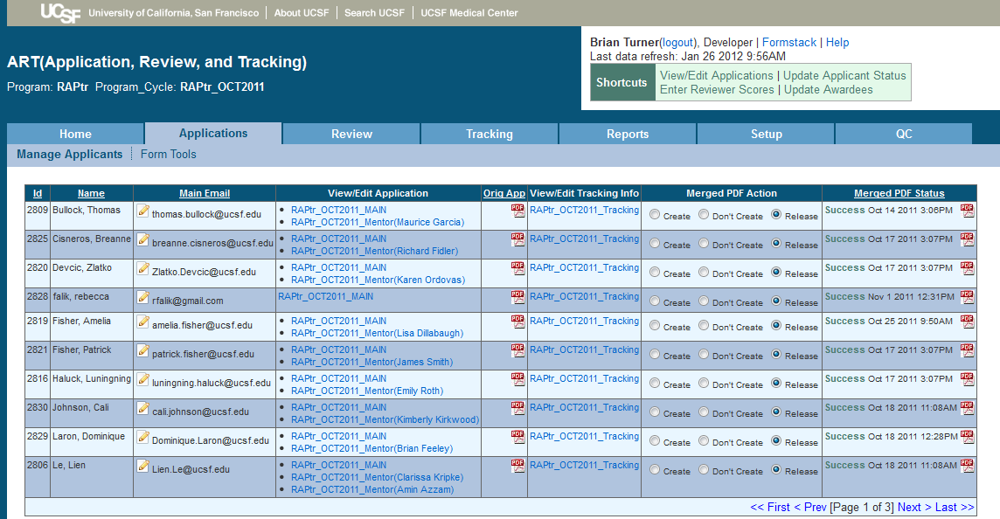 UCSF University of California, San Francisco About UCSF Search UCSF UCSF Medical Center
Brian Turner(logout), Developer | Formstack | Help
Last data refresh: Jan 26 2012 9:56AM
ART(Application, Review, and Tracking)
Program: RAPtr Program_Cycle: RAPtr_OCT2011
Shortcuts
View/Edit Applications | Update Applicant Status
Enter Reviewer Scores | Update Awardees
Home Applications Review Tracking Reports Setup QC
Manage Applicants Form Tools
Id Name Main Email View/Edit Application Orig App View/Edit Tracking Info Merged PDF Action Merged PDF Status
2809 Bullock, Thomas thomas.bullock@ucsf.edu • RAPtr_OCT2011_MAIN PDF RAPtr_OCT2011_Tracking Create Don't Create Release Success Oct 14 2011 3:06PM PDF
• RAPtr_OCT2011_Mentor(Maurice Garcia)
2825 Cisneros, Breanne breanne.cisneros@ucsf.edu • RAPtr_OCT2011_MAIN PDF RAPtr_OCT2011_Tracking Create Don't Create Release Success Oct 17 2011 3:07PM PDF
• RAPtr_OCT2011_Mentor(Richard Fidler)
2820 Devcic, Zlatko Zlatko.Devcic@ucsf.edu • RAPtr_OCT2011_MAIN PDF RAPtr_OCT2011_Tracking Create Don't Create Release Success Oct 17 2011 3:07PM PDF
• RAPtr_OCT2011_Mentor(Karen Ordovas)
2828 falik, rebecca rfalik@gmail.com RAPtr_OCT2011_MAIN PDF RAPtr_OCT2011_Tracking Create Don't Create Release Success Nov 1 2011 12:31PM PDF
2819 Fisher, Amelia amelia.fisher@ucsf.edu • RAPtr_OCT2011_MAIN PDF RAPtr_OCT2011_Tracking Create Don't Create Release Success Oct 25 2011 9:50AM PDF
• RAPtr_OCT2011_Mentor(Lisa Dillabaugh)
2821 Fisher, Patrick patrick.fisher@ucsf.edu • RAPtr_OCT2011_MAIN PDF RAPtr_OCT2011_Tracking Create Don't Create Release Success Oct 17 2011 3:07PM PDF
• RAPtr_OCT2011_Mentor(James Smith)
2816 Haluck, Luningning luningning.haluck@ucsf.edu • RAPtr_OCT2011_MAIN PDF RAPtr_OCT2011_Tracking Create Don't Create Release Success Oct 17 2011 3:07PM PDF
• RAPtr_OCT2011_Mentor(Emily Roth)
2830 Johnson, Cali cali.johnson@ucsf.edu • RAPtr_OCT2011_MAIN PDF RAPtr_OCT2011_Tracking Create Don't Create Release Success Oct 18 2011 11:08AM PDF
• RAPtr_OCT2011_Mentor(Kimberly Kirkwood)
2829 Laron, Dominique Dominique.Laron@ucsf.edu • RAPtr_OCT2011_MAIN PDF RAPtr_OCT2011_Tracking Create Don't Create Release Success Oct 18 2011 12:28PM PDF
• RAPtr_OCT2011_Mentor(Brian Feeley)
2806 Le, Lien Lien.Le@ucsf.edu • RAPtr_OCT2011_MAIN PDF RAPtr_OCT2011_Tracking Create Don't Create Release Success Oct 18 2011 11:08AM PDF
• RAPtr_OCT2011_Mentor(Clarissa Kripke)
• RAPtr_OCT2011_Mentor(Amin Azzam)
<< First < Prev [Page 1 of 3] Next > Last >>